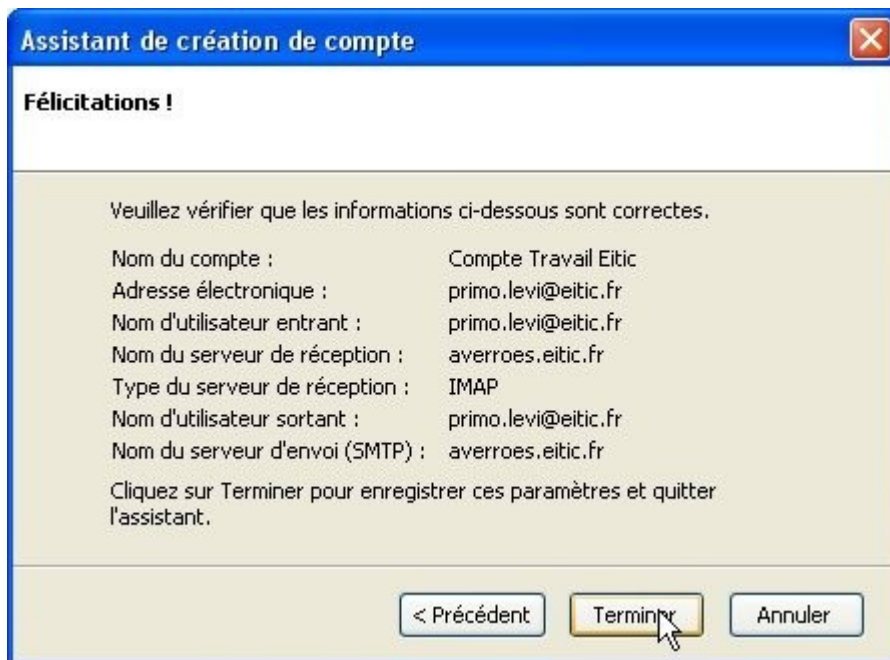 Assistant de création de compte
Félicitations !
Veuillez vérifier que les informations ci-dessous sont correctes.
Nom du compte : Compte Travail Eitic
Adresse électronique : primo.levi@eitic.fr
Nom d'utilisateur entrant : primo.levi@eitic.fr
Nom du serveur de réception : averroes.eitic.fr
Type du serveur de réception : IMAP
Nom d'utilisateur sortant : primo.levi@eitic.fr
Nom du serveur d'envoi (SMTP) : averroes.eitic.fr
Cliquez sur Terminer pour enregistrer ces paramètres et quitter
l'assistant.
< Précédent Terminer Annuler